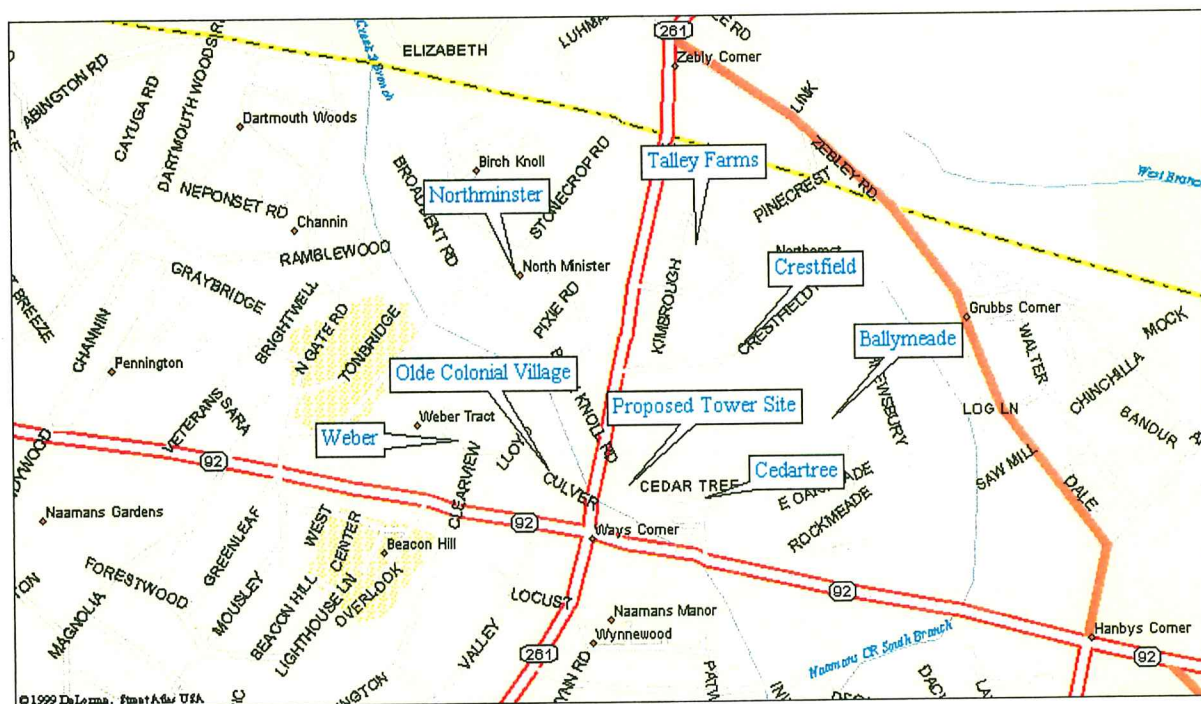 261
Zebly Corner
ELIZABETH
ABINGTON RD
CAYUGA RD
DARTMOUTH WOODS
Dartmouth Woods
LINK
ZEBLEY RD.
Birch Knoll
Talley Farms
Northminster
BROADBENT RD
STONECROP RD
PINECREST
West Branch
NEPONSET RD
Channin
RAMBLEWOOD
North Minister
Crestfield
GRAYBRIDGE
BRIGHTWELL
N GATE RD
TONBRIDGE
PIXIE RD
KIMBROUGH
Grubbs Corner
WALTER
MOCK
CHINCHILLA
BANDUR
BREEZE
CHANNIN
Pennington
Ballymeade
Olde Colonial Village
Proposed Tower Site
KNOLL RD
LOG LN
VETERANS
SARA
Weber Tract
Weber
CLEARVIEW
LLOYD
CULVER
CEDAR TREE
Cedartree
ROCKMEADE
SAW MILL
DALE
92
92
Naamans Gardens
GREENLEAF
WEST
CENTER
Beacon Hill
Ways Corner
FORESTWOOD
MAGNOLIA
MOUSLEY
BEACON HILL
LIGHTHOUSE LN
OVERLOOK
VALLEY
LOCUST
Naamans Manor
Wynnewood
92
Naamans CR South Branch
Hanbys Corner
92
261
©1999 DeLorme. Street Atlas USA